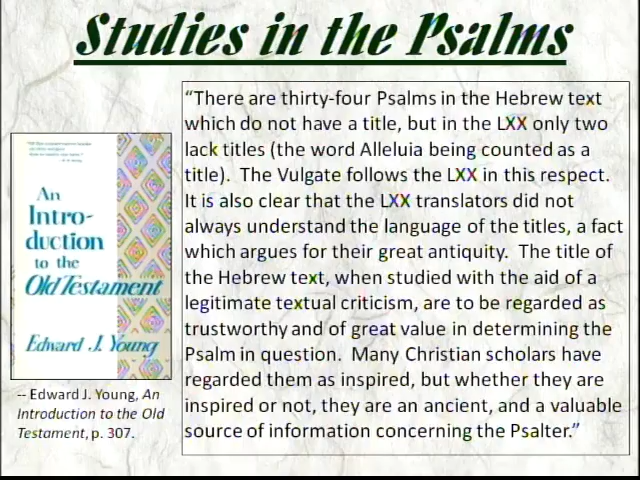 Studies in the Psalms
An
Intro-
duction
to the
Old Testament
Edward J. Young
-- Edward J. Young, An
Introduction to the Old
Testament, p. 307.
“There are thirty-four Psalms in the Hebrew text
which do not have a title, but in the LXX only two
lack titles (the word Alleluia being counted as a
title).  The Vulgate follows the LXX in this respect.
It is also clear that the LXX translators did not
always understand the language of the titles, a fact
which argues for their great antiquity.  The title of
the Hebrew text, when studied with the aid of a
legitimate textual criticism, are to be regarded as
trustworthy and of great value in determining the
Psalm in question.  Many Christian scholars have
regarded them as inspired, but whether they are
inspired or not, they are an ancient, and a valuable
source of information concerning the Psalter.”